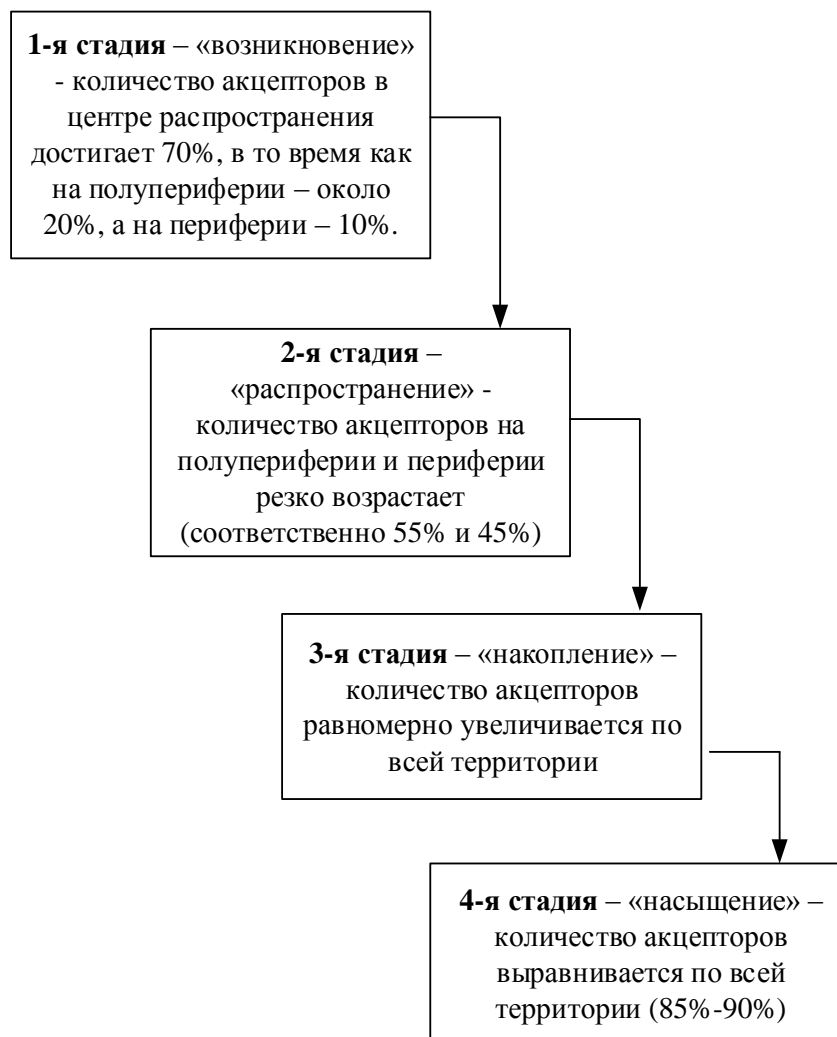 1-я стадия – «возникновение»
- количество акцепторов в
центре распространения
достигает 70%, в то время как
на полупериферии – около
20%, а на периферии – 10%.
2-я стадия –
«распространение» -
количество акцепторов на
полупериферии и периферии
резко возрастает
(соответственно 55% и 45%)
3-я стадия – «накопление» –
количество акцепторов
равномерно увеличивается по
всей территории
4-я стадия – «насыщение» –
количество акцепторов
выравнивается по всей
территории (85%-90%)